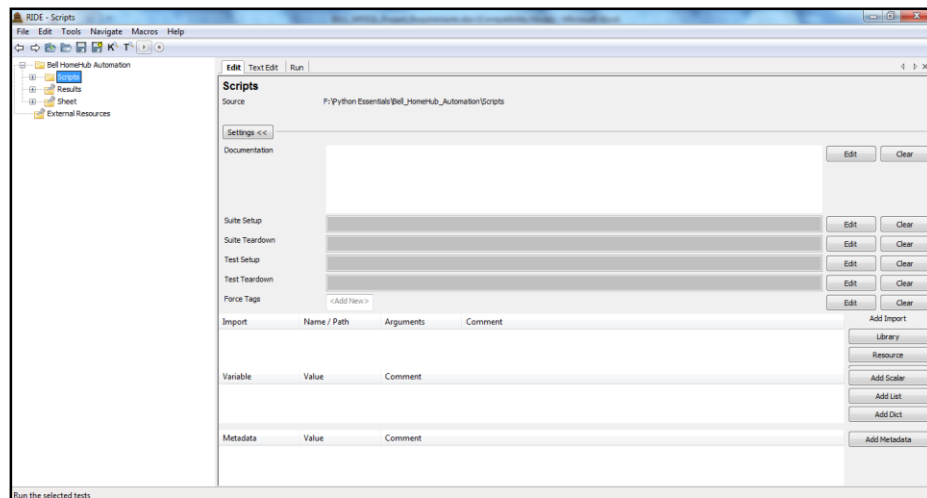 RIDE - Scripts
File Edit Tools Navigate Macros Help
Bell HomeHub Automation
Scripts
Results
Sheet
External Resources
Edit Text Edit Run
Scripts
Source F:\Python Essentials\Bell_HomeHub_Automation\Scripts
Settings <<
Documentation Edit Clear
Suite Setup Edit Clear
Suite Teardown Edit Clear
Test Setup Edit Clear
Test Teardown Edit Clear
Force Tags <Add New> Edit Clear
Import Name / Path Arguments Comment Add Import
Library
Resource
Variable Value Comment Add Scalar
Add List
Add Dict
Metadata Value Comment Add Metadata
Run the selected tests